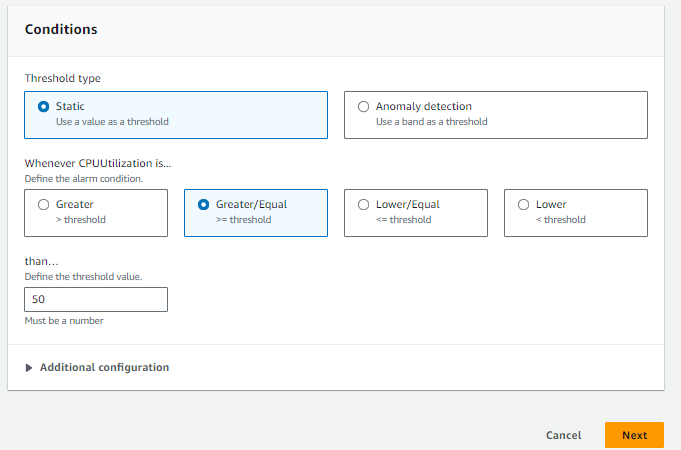 Conditions
Threshold type
Static
Use a value as a threshold
Anomaly detection
Use a band as a threshold
Whenever CPUUtilization is...
Define the alarm condition.
Greater
> threshold
Greater/Equal
>= threshold
Lower/Equal
<= threshold
Lower
< threshold
than...
Define the threshold value.
50
Must be a number
Additional configuration
Cancel
Next